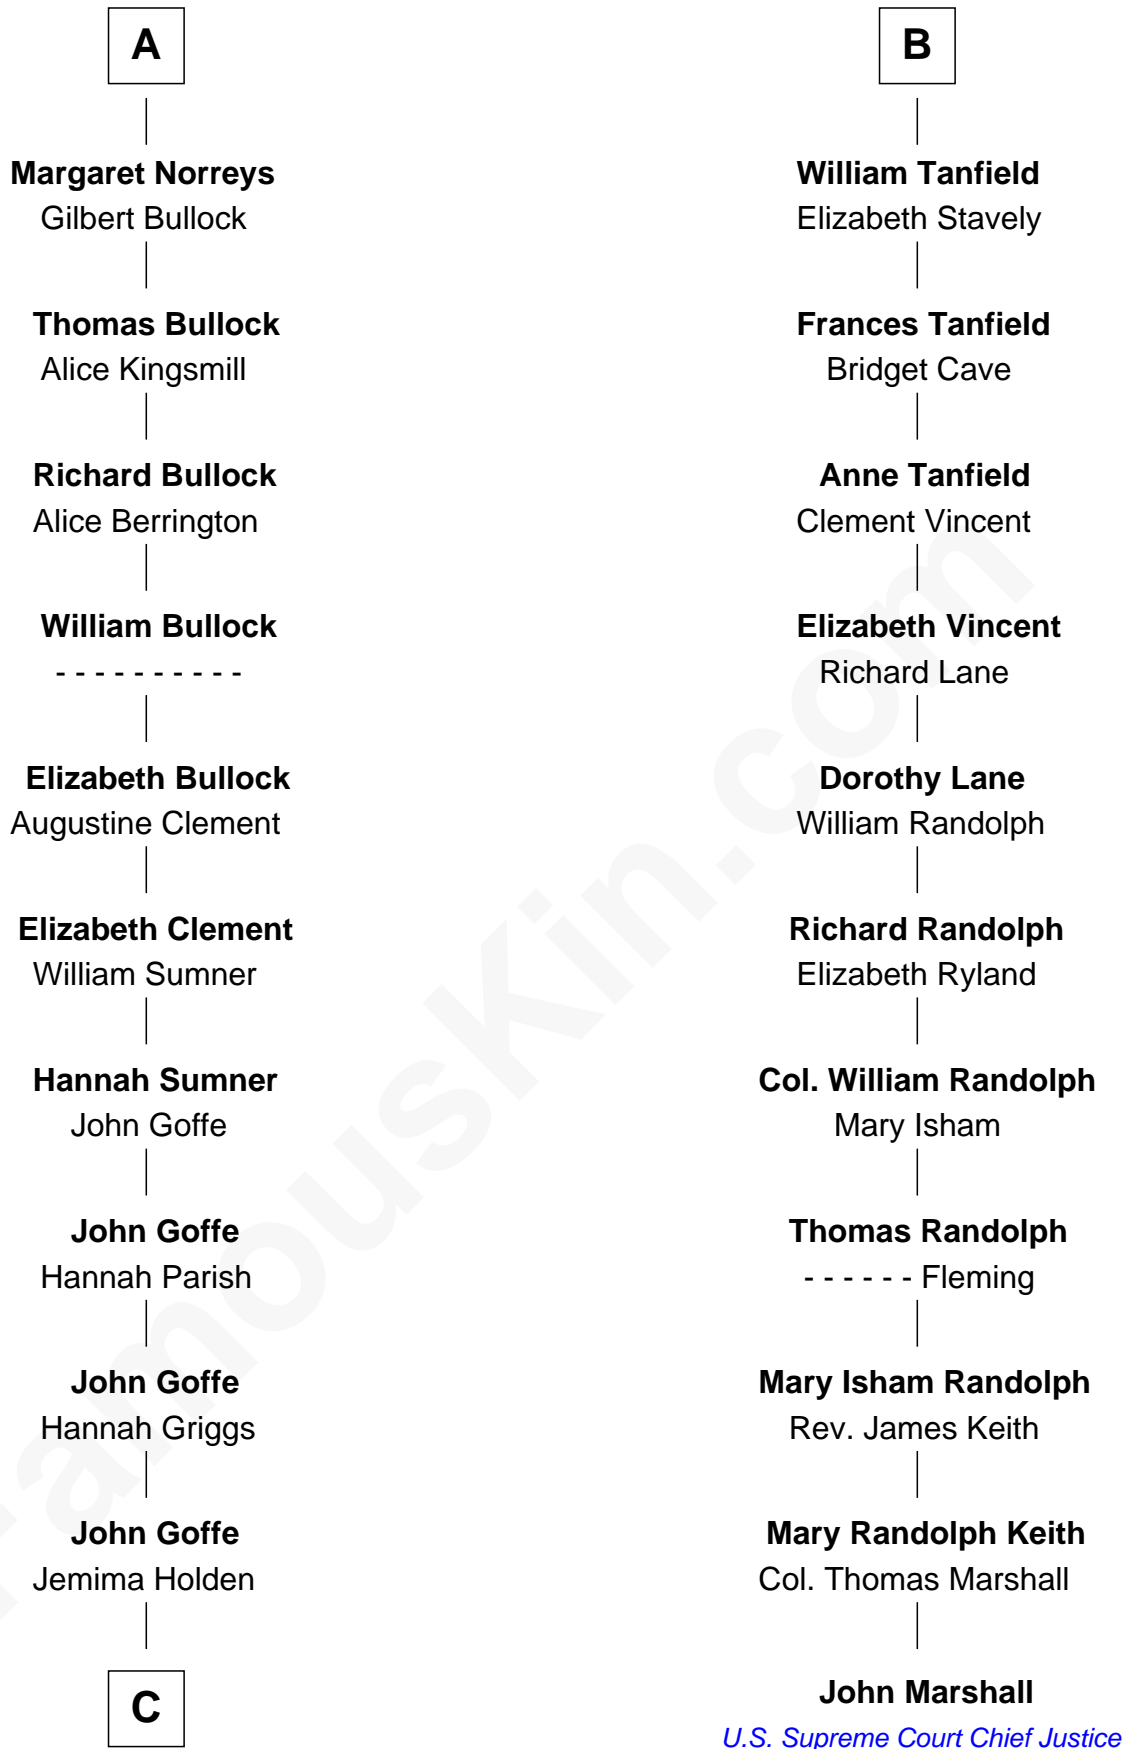 A
Margaret Norreys
Gilbert Bullock
Thomas Bullock
Alice Kingsmill
Richard Bullock
Alice Berrington
William Bullock
- - - - - - - - - -
Elizabeth Bullock
Augustine Clement
Elizabeth Clement
William Sumner
Hannah Sumner
John Goffe
John Goffe
Hannah Parish
John Goffe
Hannah Griggs
John Goffe
Jemima Holden
C
B
William Tanfield
Elizabeth Stavely
Frances Tanfield
Bridget Cave
Anne Tanfield
Clement Vincent
Elizabeth Vincent
Richard Lane
Dorothy Lane
William Randolph
Richard Randolph
Elizabeth Ryland
Col. William Randolph
Mary Isham
Thomas Randolph
- - - - - - Fleming
Mary Isham Randolph
Rev. James Keith
Mary Randolph Keith
Col. Thomas Marshall
John Marshall
U.S. Supreme Court Chief Justice
FamousKin.com